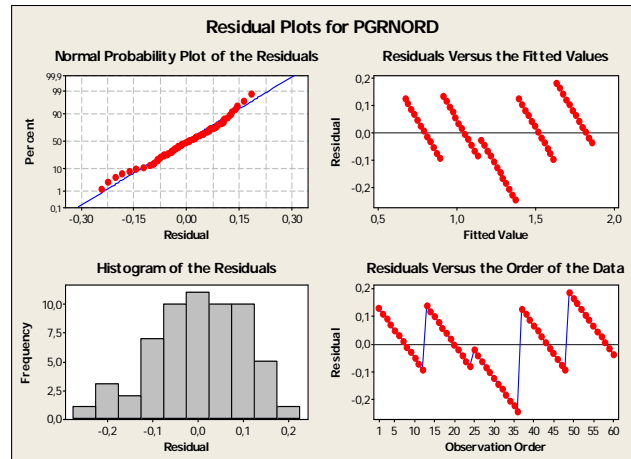 Residual Plots for PGRNORD
Normal Probability Plot of the Residuals
99,9
99
90
50
10
1
0,1
Percent
-0,30 -0,15 0,00 0,15 0,30
Residual
Residuals Versus the Fitted Values
0,2
0,1
0,0
-0,1
-0,2
Residual
0,5 1,0 1,5 2,0
Fitted Value
Histogram of the Residuals
10,0
7,5
5,0
2,5
0,0
Frequency
-0,2 -0,1 0,0 0,1 0,2
Residual
Residuals Versus the Order of the Data
0,2
0,1
0,0
-0,1
-0,2
Residual
1 5 10 15 20 25 30 35 40 45 50 55 60
Observation Order